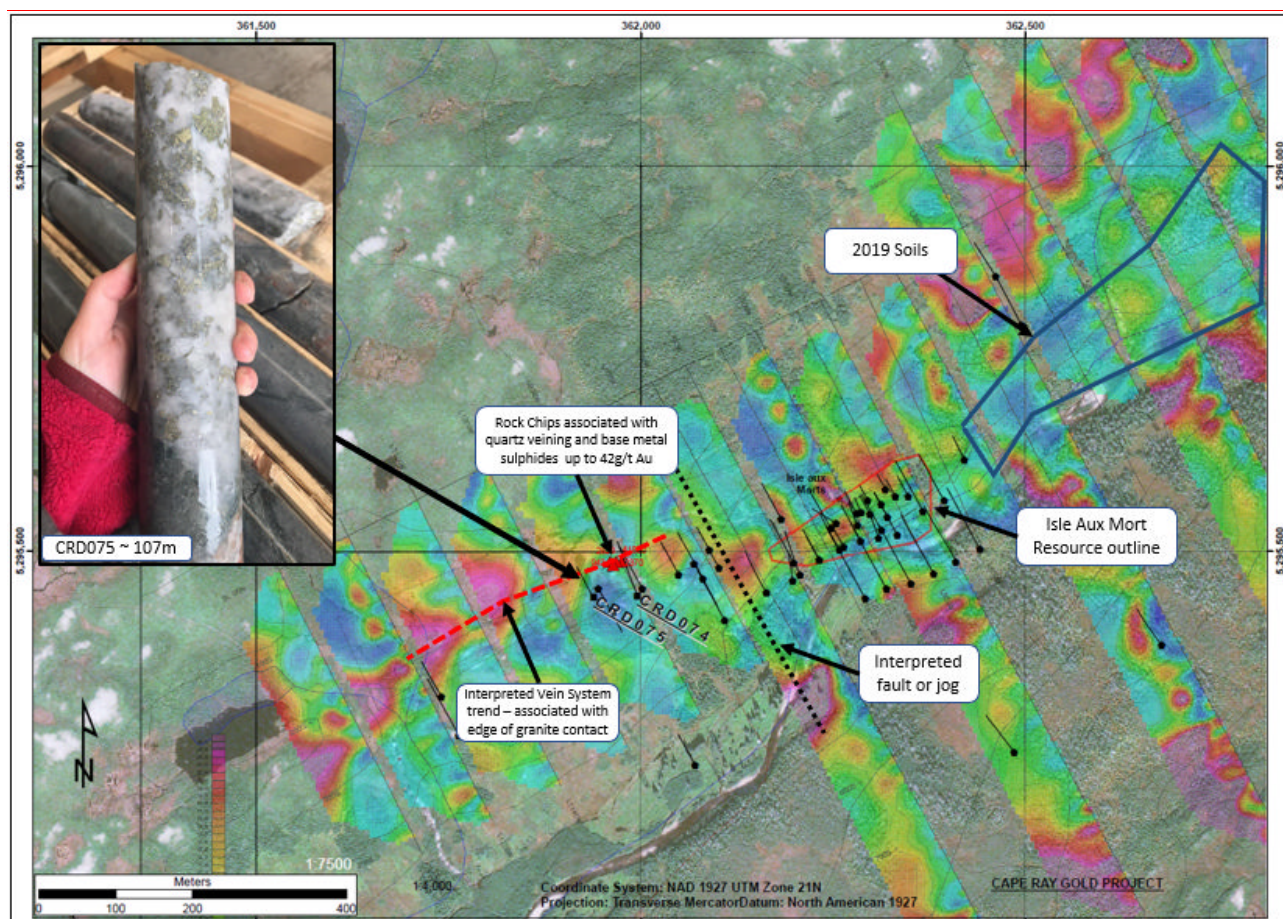 361,500
362,000
362,500
5,296,000
5,296,000
2019 Soils
Rock Chips associated with
quartz veining and base metal
sulphides up to 42g/t Au
Isle aux
Morts
Isle Aux Mort
Resource outline
CRD075 ~ 107m
5,295,500
5,295,500
CRD074
CRD075
Interpreted
fault or jog
Interpreted Vein System
trend – associated with
edge of granite contact
N
1:7500
Meters
0 100 200 400
1:4,000
Coordinate System: NAD 1927 UTM Zone 21N
Projection: Transverse MercatorDatum: North American 1927
CAPE RAY GOLD PROJECT